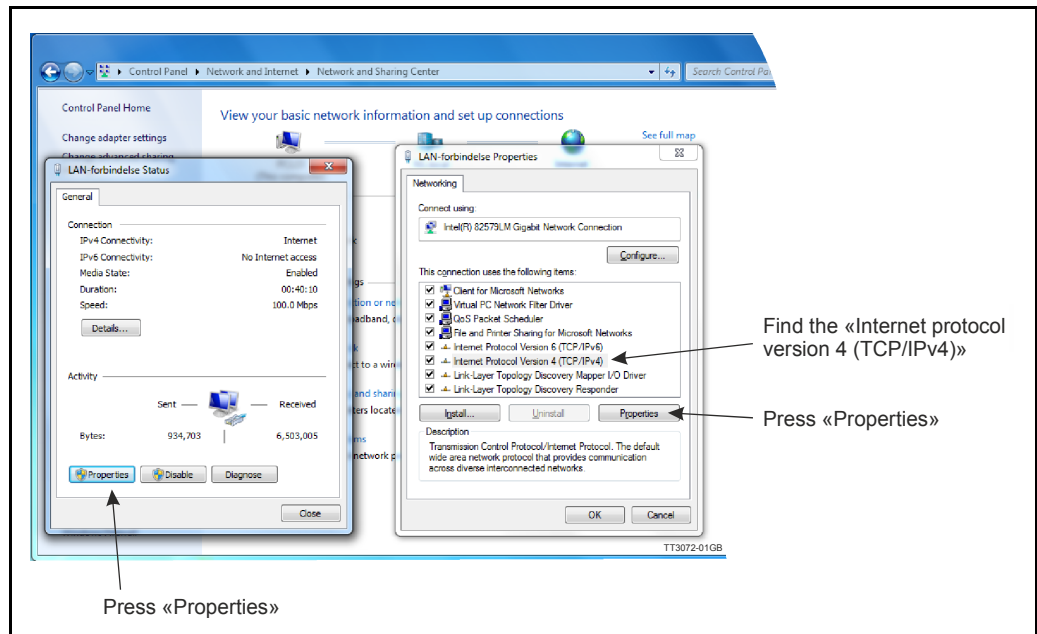 Control Panel Network and Internet Network and Sharing Center
Search Control
Control Panel Home
Change adapter settings
Change advanced sharing
View your basic network information and set up connections
See full map
LAN-forbindelse Status
General
Connection
IPv4 Connectivity: Internet
IPv6 Connectivity: No Internet access
Media State: Enabled
Duration: 00:40:10
Speed: 100.0 Mbps
Details...
Activity
Sent Received
Bytes: 934,703 6,503,005
Properties Disable Diagnose
Close
LAN-forbindelse Properties
Networking
Connect using:
Intel(R) 82579LM Gigabit Network Connection
Configure...
This connection uses the following items:
Client for Microsoft Networks
Virtual PC Network Filter Driver
QoS Packet Scheduler
File and Printer Sharing for Microsoft Networks
Internet Protocol Version 6 (TCP/IPv6)
Internet Protocol Version 4 (TCP/IPv4)
Link-Layer Topology Discovery Mapper I/O Driver
Link-Layer Topology Discovery Responder
Install... Uninstall Properties
Description
Transmission Control Protocol/Internet Protocol. The default
wide area network protocol that provides communication
across diverse interconnected networks.
OK Cancel
TT3072-01GB
Find the «Internet protocol
version 4 (TCP/IPv4)»
Press «Properties»
Press «Properties»